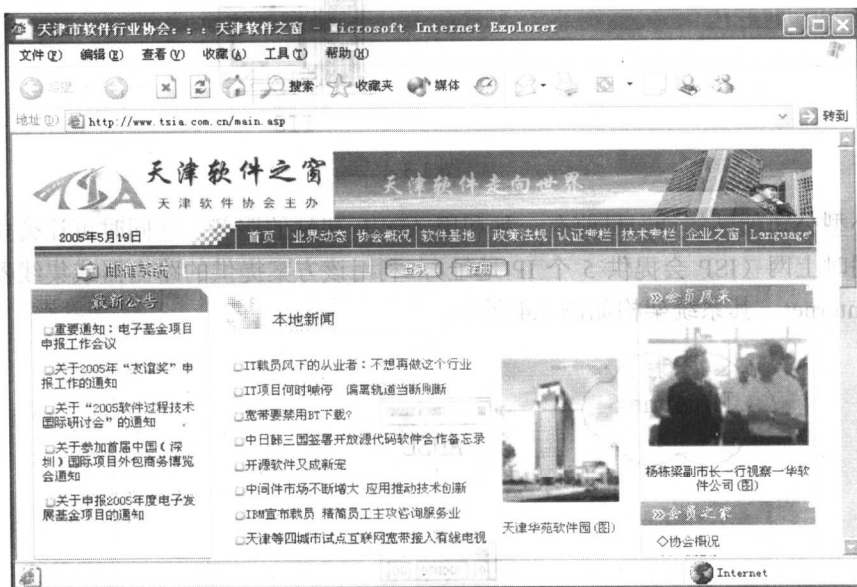 天津市软件行业协会：：：天津软件之窗 - Microsoft Internet Explorer
文件(F) 编辑(E) 查看(V) 收藏(A) 工具(T) 帮助(H)
搜索 收藏夹 媒体
地址(D) http://www.tsia.com.cn/main.asp 转到
天津软件之窗
天津软件协会主办
天津软件走向世界
2005年5月19日
首页 业界动态 协会概况 软件基地 政策法规 认证专栏 技术专栏 企业之窗 Language
邮箱系统 登录 注册
最新公告
重要通知：电子基金项目
申报工作会议
关于2005年“友谊奖”申
报工作的通知
关于“2005软件过程技术
国际研讨会”的通知
关于参加首届中国（深
圳）国际项目外包商务博览
会通知
关于申报2005年度电子发
展基金项目的通知
本地新闻
IT裁员风下的从业者：不想再做这个行业
IT项目何时喊停 偏离轨道当断则断
宽带要禁用BT下载?
中日韩三国签署开放源代码软件合作备忘录
开源软件又成新宠
中间件市场不断增大 应用推动技术创新
IBM宣布裁员 精简员工主攻咨询服务业
天津等四城市试点互联网宽带接入有线电视
天津华苑软件园(图)
会员风采
杨栋梁副市长一行视察一华软
件公司(图)
会员之家
◇协会概况
Internet